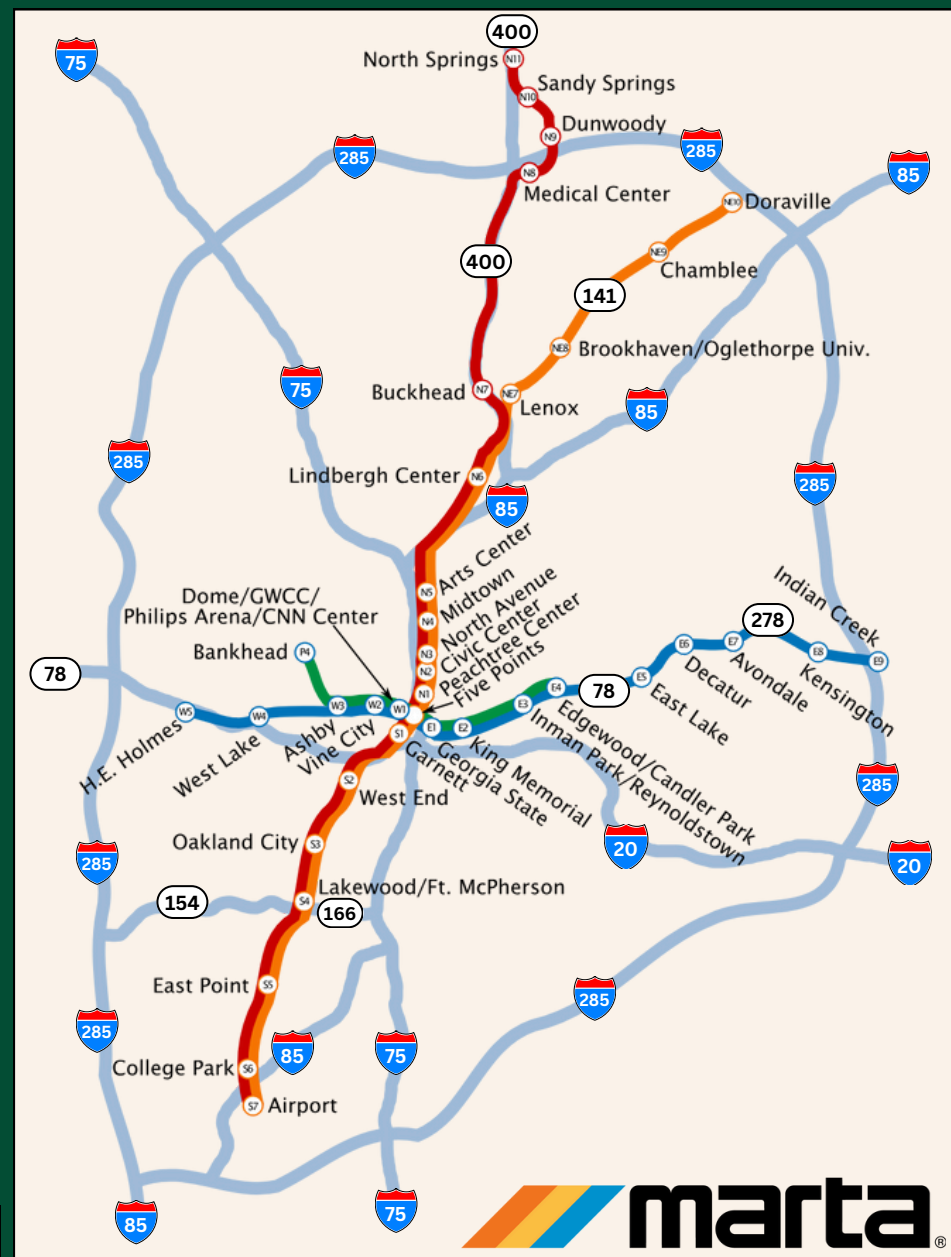 400
North Springs
N11
75
Sandy Springs
N10
Dunwoody
N9
285
285
85
N8
Medical Center
NE10
Doraville
400
NE9
Chamblee
141
NE8
Brookhaven/Oglethorpe Univ.
75
Buckhead
N7
NE7
Lenox
85
285
Lindbergh Center
N6
285
85
Arts Center
N5
Midtown
N4
North Avenue
N3
Civic Center
N2
Peachtree Center
N1
Five Points
Dome/GWCC/
Philips Arena/CNN Center
Bankhead
P4
78
W5
H.E. Holmes
W4
West Lake
W3
Ashby
W2
Vine City
W1
S1
Garnett
E1
Georgia State
E2
King Memorial
E3
Inman Park/Reynoldstown
E4
Edgewood/Candler Park
78
E5
East Lake
E6
Decatur
E7
Avondale
278
E8
Kensington
Indian Creek
E9
S2
West End
285
Oakland City
S3
20
20
285
Lakewood/Ft. McPherson
S4
154
166
East Point
S5
285
285
85
75
College Park
S6
S7
Airport
85
75
marta
®